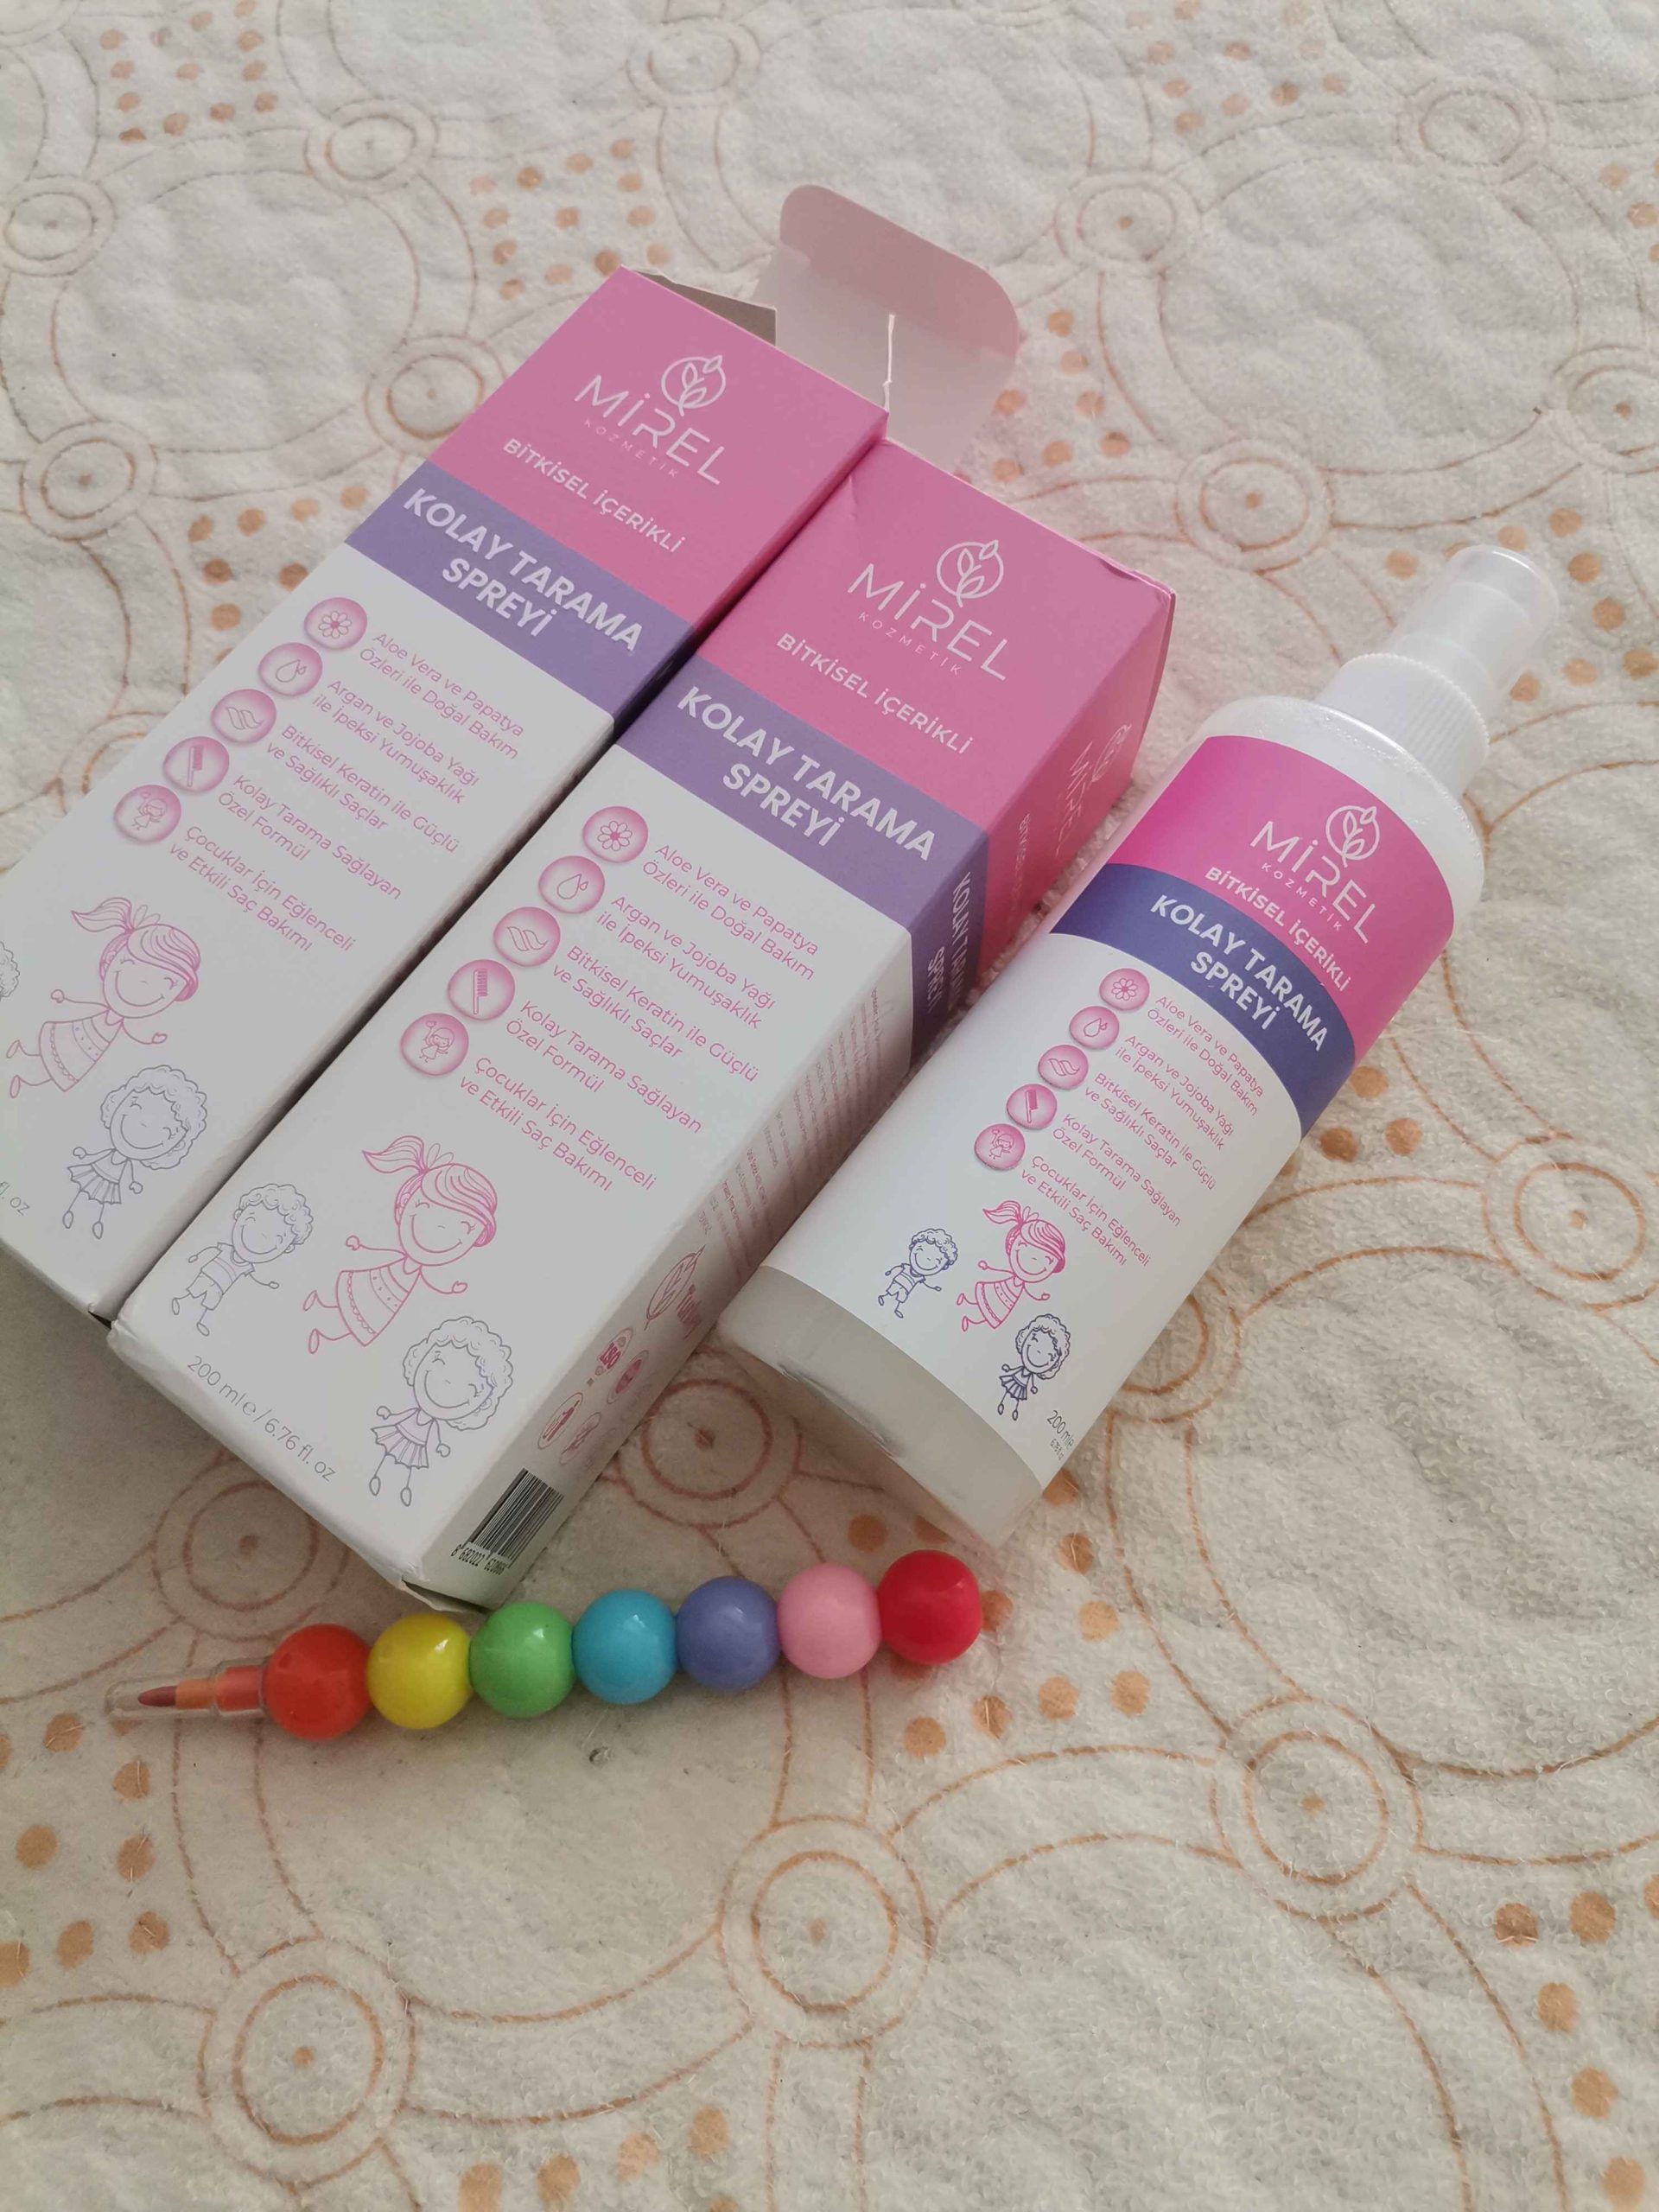 MİREL
KOZMETİK
BİTKİSEL İÇERİKLİ
KOLAY TARAMA
SPREYİ
Aloe Vera ve Papatya
Özleri ile Doğal Bakım
Argan ve Jojoba Yağı
ile İpeksi Yumuşaklık
Bitkisel Keratin ile Güçlü
ve Sağlıklı Saçlar
Kolay Tarama Sağlayan
Özel Formül
Çocuklar İçin Eğlenceli
ve Etkili Saç Bakımı
fl. oz
MİREL
KOZMETİK
BİTKİSEL İÇERİKLİ
KOLAY TARAMA
SPREYİ
Aloe Vera ve Papatya
Özleri ile Doğal Bakım
Argan ve Jojoba Yağı
ile İpeksi Yumuşaklık
Bitkisel Keratin ile Güçlü
ve Sağlıklı Saçlar
Kolay Tarama Sağlayan
Özel Formül
Çocuklar İçin Eğlenceli
ve Etkili Saç Bakımı
200 ml℮ / 6.76 fl. oz
ISO
MİREL
KOZMETİK
BİTKİSEL İÇERİKLİ
KOLAY TARAMA
SPREYİ
Aloe Vera ve Papatya
Özleri ile Doğal Bakım
Argan ve Jojoba Yağı
ile İpeksi Yumuşaklık
Bitkisel Keratin ile Güçlü
ve Sağlıklı Saçlar
Kolay Tarama Sağlayan
Özel Formül
Çocuklar İçin Eğlenceli
ve Etkili Saç Bakımı
200 ml℮